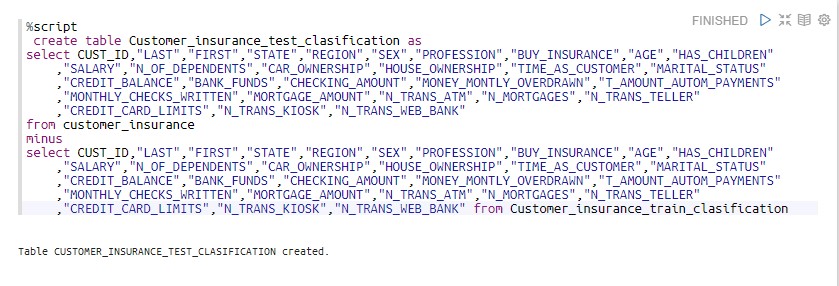 FINISHED
%script
create table Customer_insurance_test_clasification as
select CUST_ID,"LAST","FIRST","STATE","REGION","SEX","PROFESSION","BUY_INSURANCE","AGE","HAS_CHILDREN"
,"SALARY","N_OF_DEPENDENTS","CAR_OWNERSHIP","HOUSE_OWNERSHIP","TIME_AS_CUSTOMER","MARITAL_STATUS"
,"CREDIT_BALANCE","BANK_FUNDS","CHECKING_AMOUNT","MONEY_MONTLY_OVERDRAWN","T_AMOUNT_AUTOM_PAYMENTS"
,"MONTHLY_CHECKS_WRITTEN","MORTGAGE_AMOUNT","N_TRANS_ATM","N_MORTGAGES","N_TRANS_TELLER"
,"CREDIT_CARD_LIMITS","N_TRANS_KIOSK","N_TRANS_WEB_BANK"
from customer_insurance
minus
select CUST_ID,"LAST","FIRST","STATE","REGION","SEX","PROFESSION","BUY_INSURANCE","AGE","HAS_CHILDREN"
,"SALARY","N_OF_DEPENDENTS","CAR_OWNERSHIP","HOUSE_OWNERSHIP","TIME_AS_CUSTOMER","MARITAL_STATUS"
,"CREDIT_BALANCE","BANK_FUNDS","CHECKING_AMOUNT","MONEY_MONTLY_OVERDRAWN","T_AMOUNT_AUTOM_PAYMENTS"
,"MONTHLY_CHECKS_WRITTEN","MORTGAGE_AMOUNT","N_TRANS_ATM","N_MORTGAGES","N_TRANS_TELLER"
,"CREDIT_CARD_LIMITS","N_TRANS_KIOSK","N_TRANS_WEB_BANK" from Customer_insurance_train_clasification
Table CUSTOMER_INSURANCE_TEST_CLASIFICATION created.